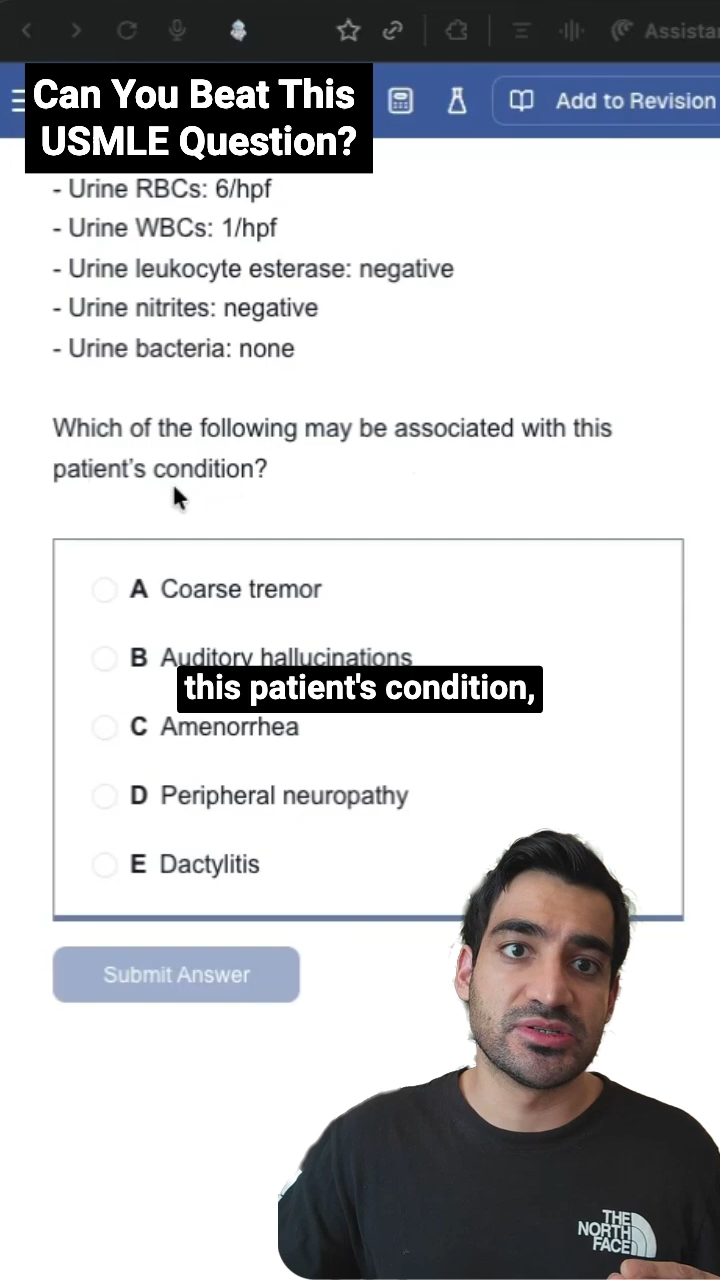 Assista
Can You Beat This
USMLE Question?
Add to Revision
- Urine RBCs: 6/hpf
- Urine WBCs: 1/hpf
- Urine leukocyte esterase: negative
- Urine nitrites: negative
- Urine bacteria: none
Which of the following may be associated with this
patient's condition?
A Coarse tremor
B Auditory hallucinations
this patient's condition,
C Amenorrhea
D Peripheral neuropathy
E Dactylitis
Submit Answer
THE
NORTH
FACE